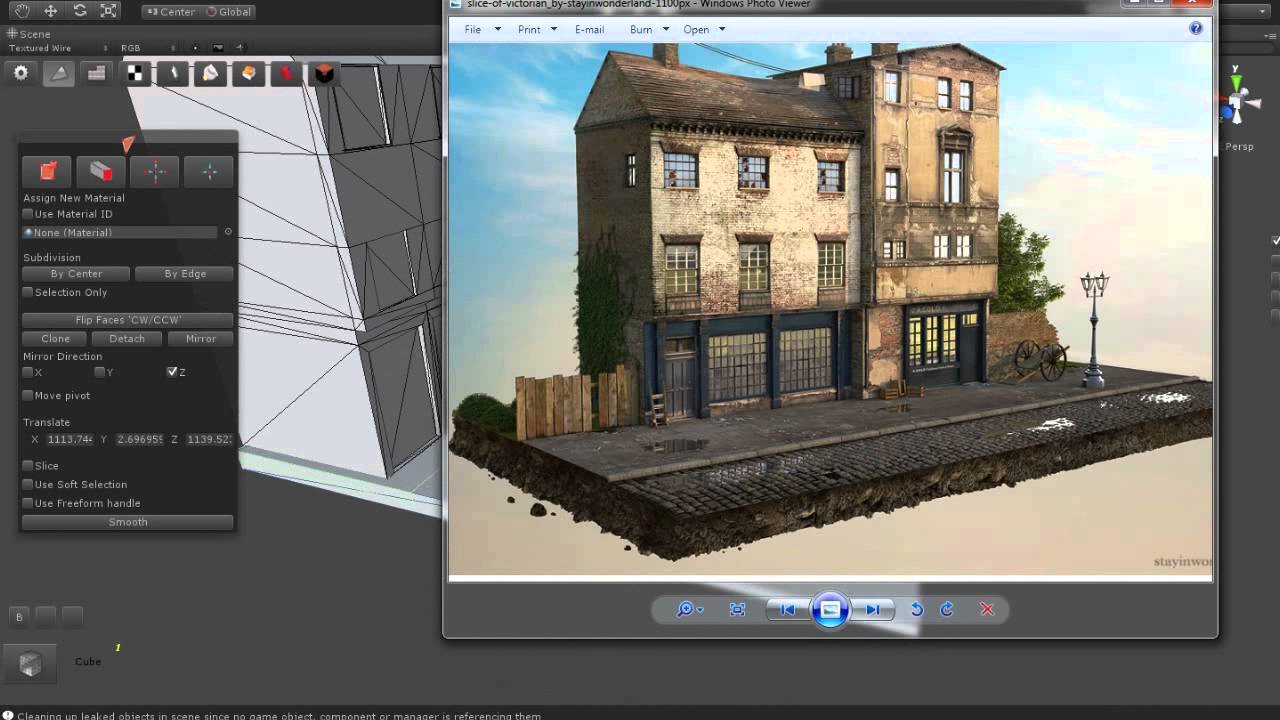 slice-of-victorian_by-stayinwonderland-1100px - Windows Photo Viewer
Center Global
Scene
Textured Wire RGB
File Print E-mail Burn Open
y
Persp
Assign New Material
Use Material ID
None (Material)
Subdivision
By Center By Edge
Selection Only
Flip Faces 'CW/CCW'
Clone Detach Mirror
Mirror Direction
X Y Z
Move pivot
Translate
X 1113.744 Y 2.696959 Z 1139.52
Slice
Use Soft Selection
Use Freeform handle
Smooth
stayinwon
B
1
Cube
Cleaning up leaked objects in scene since no game object, component or manager is referencing them